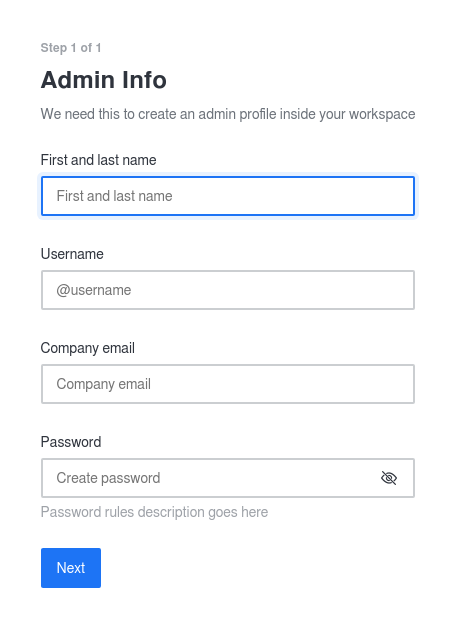 Step 1 of 1
Admin Info
We need this to create an admin profile inside your workspace
First and last name
First and last name
Username
@username
Company email
Company email
Password
Create password
Password rules description goes here
Next